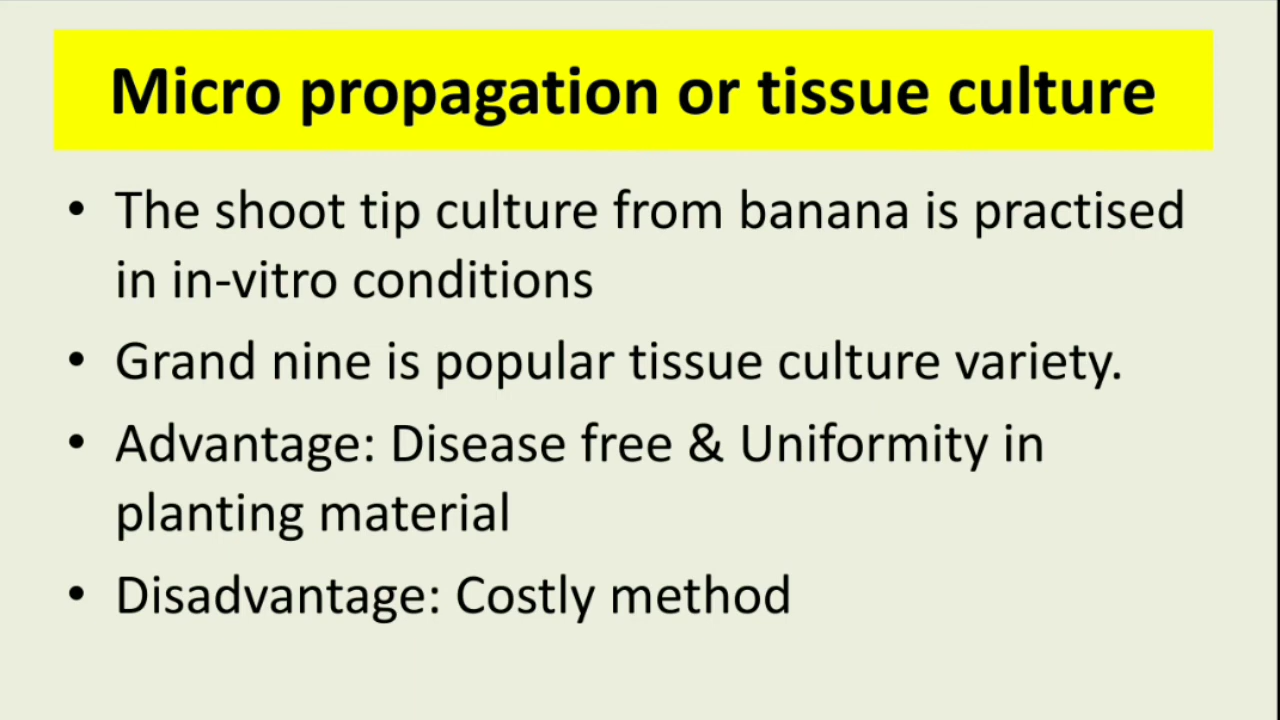 Micro propagation or tissue culture
• The shoot tip culture from banana is practised
in in-vitro conditions
• Grand nine is popular tissue culture variety.
• Advantage: Disease free & Uniformity in
planting material
• Disadvantage: Costly method